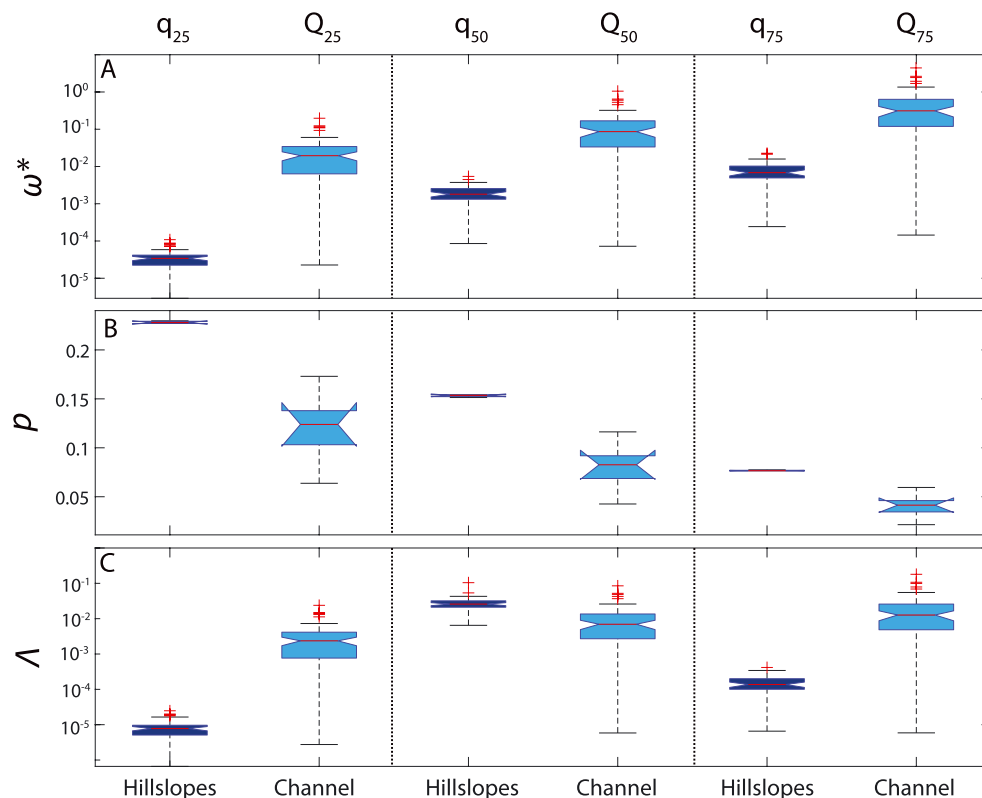 q25 Q25 q50 Q50 q75 Q75
A
10^0
10^-1
10^-2
10^-3
10^-4
10^-5
ω*
B
0.2
0.15
0.1
0.05
p
C
10^-1
10^-2
10^-3
10^-4
10^-5
Λ
Hillslopes Channel Hillslopes Channel Hillslopes Channel